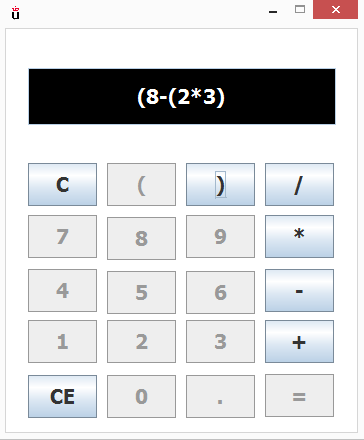 ü
(8-(2*3)
C ( ) /
7 8 9 *
4 5 6 -
1 2 3 +
CE 0 . =